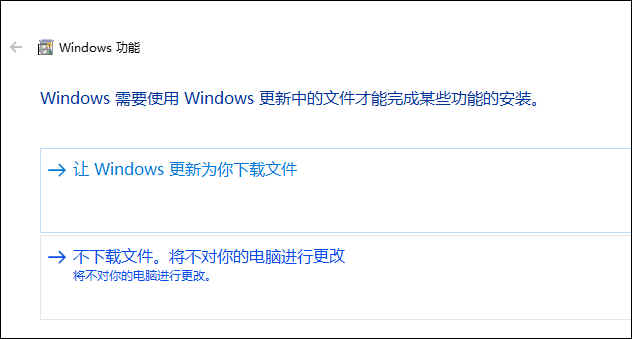 Windows 功能
Windows 需要使用 Windows 更新中的文件才能完成某些功能的安装。
让 Windows 更新为你下载文件
不下载文件。将不对你的电脑进行更改
将不对你的电脑进行更改。